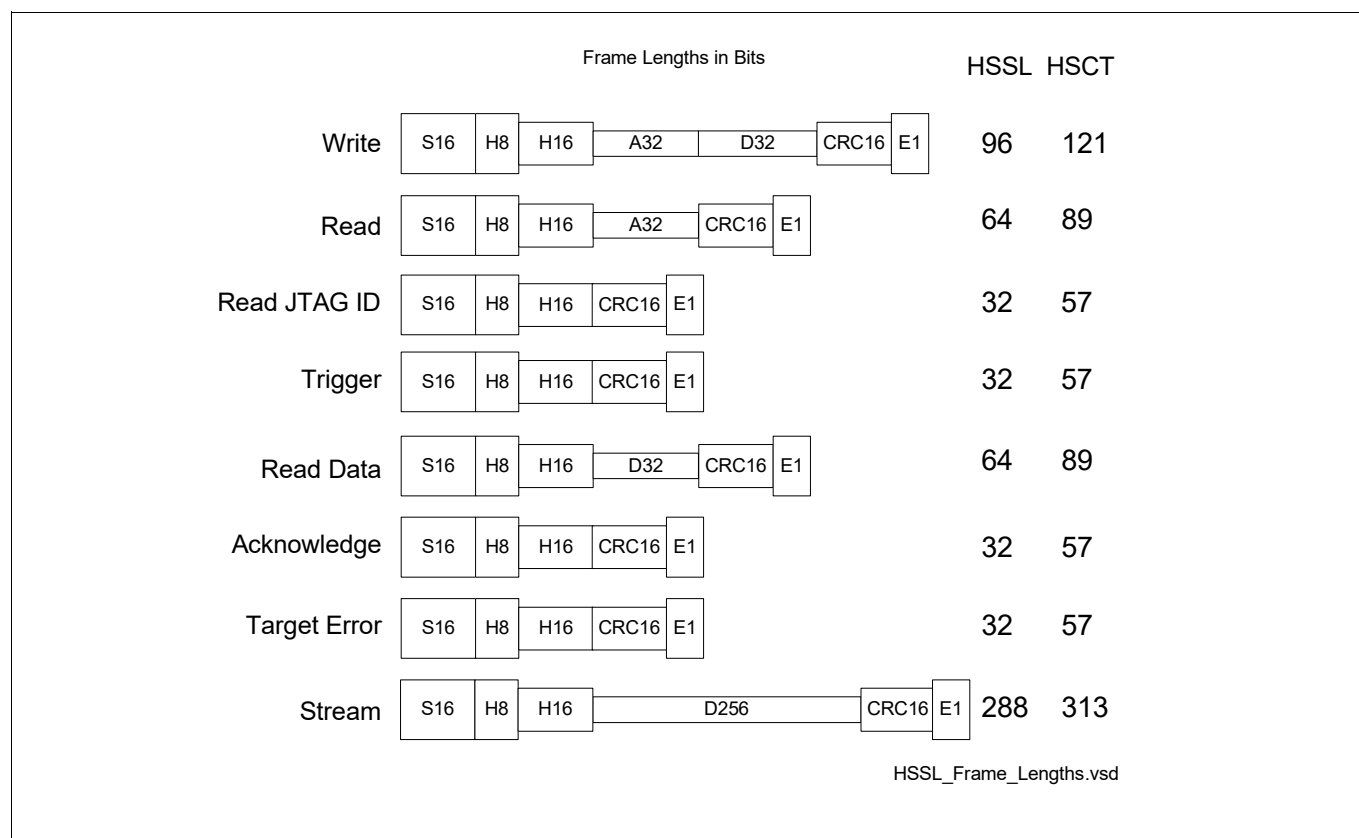 Frame Lengths in Bits
HSSL HSCT
Write S16 H8 H16 A32 D32 CRC16 E1 96 121
Read S16 H8 H16 A32 CRC16 E1 64 89
Read JTAG ID S16 H8 H16 CRC16 E1 32 57
Trigger S16 H8 H16 CRC16 E1 32 57
Read Data S16 H8 H16 D32 CRC16 E1 64 89
Acknowledge S16 H8 H16 CRC16 E1 32 57
Target Error S16 H8 H16 CRC16 E1 32 57
Stream S16 H8 H16 D256 CRC16 E1 288 313
HSSL_Frame_Lengths.vsd